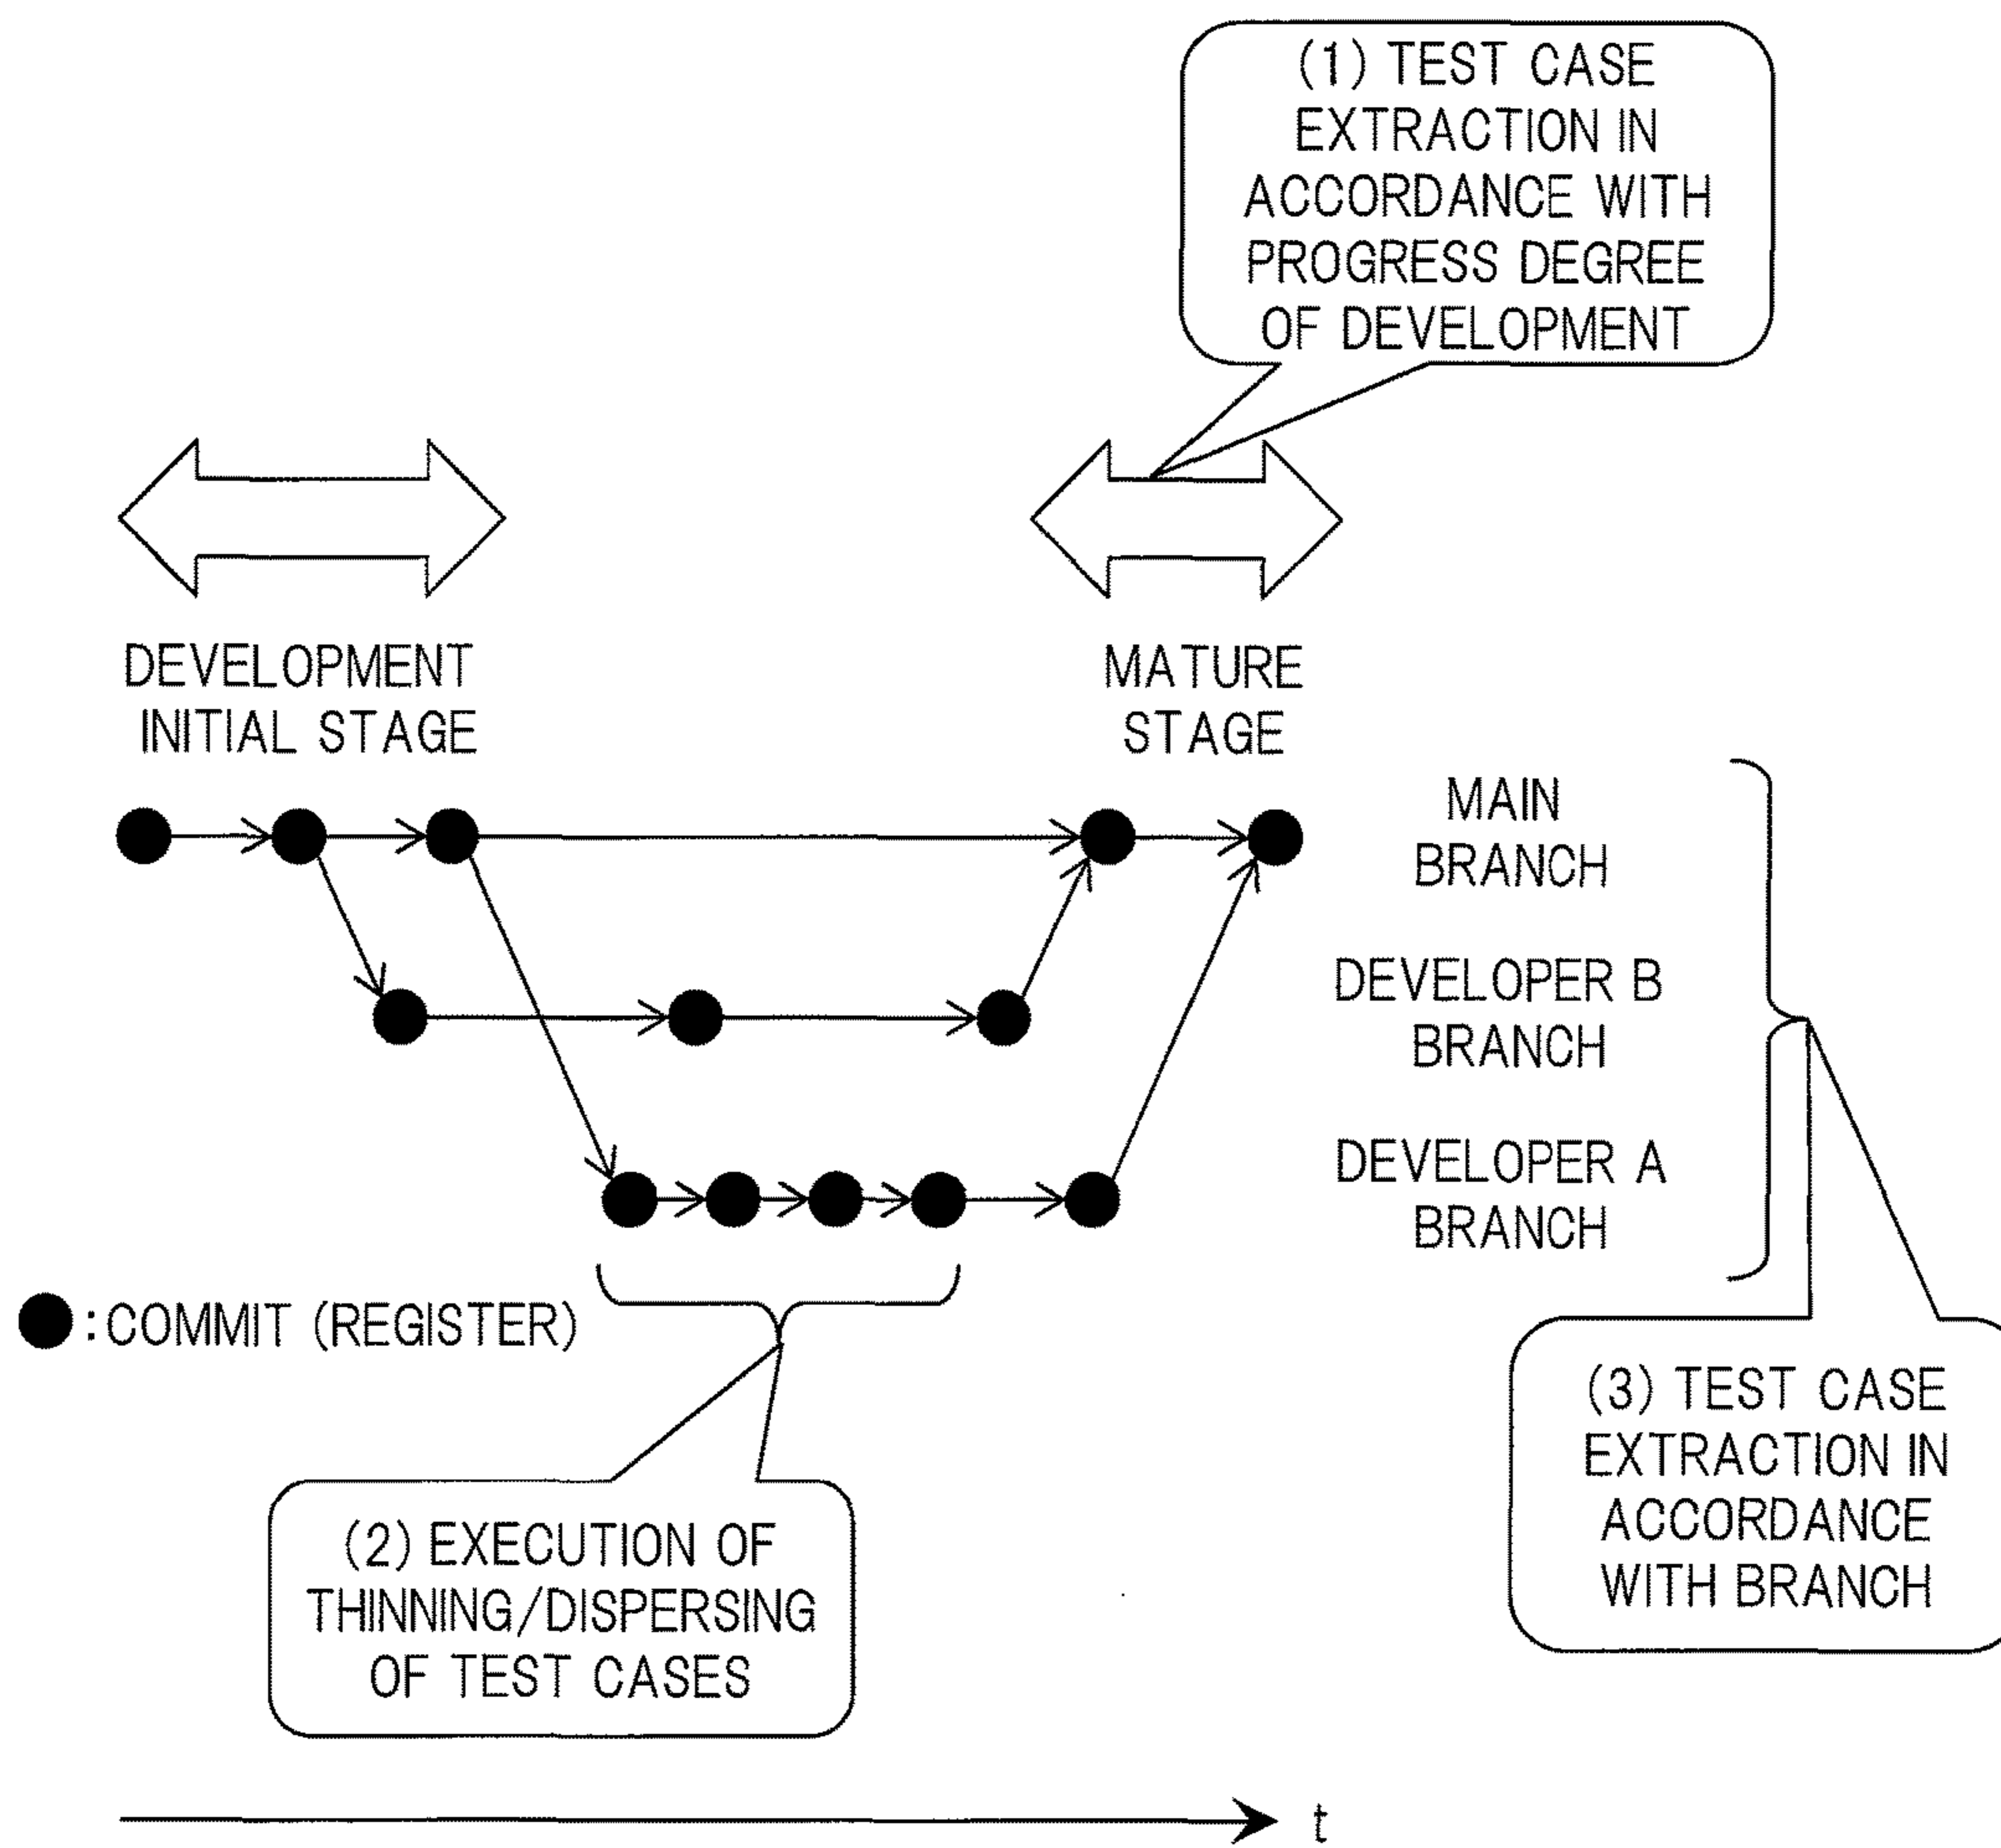 (1) TEST CASE
EXTRACTION IN
ACCORDANCE WITH
PROGRESS DEGREE
OF DEVELOPMENT
DEVELOPMENT
INITIAL STAGE
MATURE
STAGE
MAIN
BRANCH
DEVELOPER B
BRANCH
DEVELOPER A
BRANCH
:COMMIT (REGISTER)
(3) TEST CASE
EXTRACTION IN
ACCORDANCE
WITH BRANCH
(2) EXECUTION OF
THINNING/DISPERSING
OF TEST CASES
t